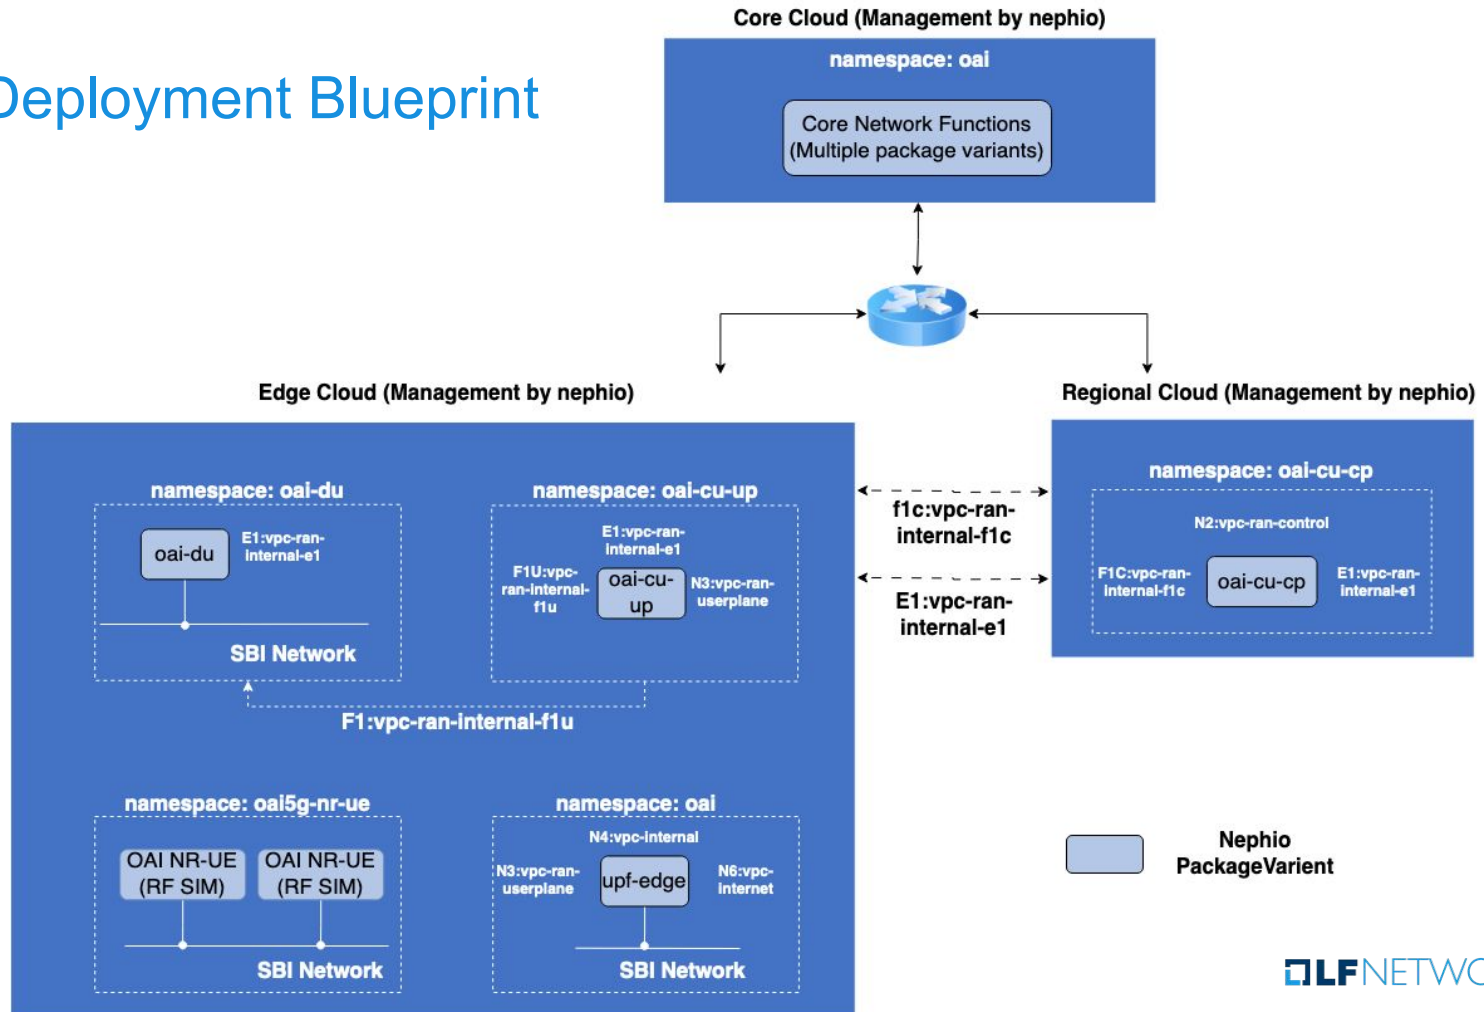 Core Cloud (Management by nephio)
namespace: oai
Deployment Blueprint
Core Network Functions
(Multiple package variants)
Edge Cloud (Management by nephio)
Regional Cloud (Management by nephio)
namespace: oai-du
oai-du
E1:vpc-ran-
internal-e1
SBI Network
namespace: oai-cu-up
E1:vpc-ran-
internal-e1
F1U:vpc-
ran-internal-
f1u
oai-cu-
up
N3:vpc-ran-
userplane
F1:vpc-ran-internal-f1u
f1c:vpc-ran-
internal-f1c
E1:vpc-ran-
internal-e1
namespace: oai-cu-cp
N2:vpc-ran-control
F1C:vpc-ran-
internal-f1c
oai-cu-cp
E1:vpc-ran-
internal-e1
namespace: oai5g-nr-ue
OAI NR-UE
(RF SIM)
OAI NR-UE
(RF SIM)
SBI Network
namespace: oai
N4:vpc-internal
N3:vpc-ran-
userplane
upf-edge
N6:vpc-
internet
SBI Network
Nephio
PackageVarient
LFNETWO